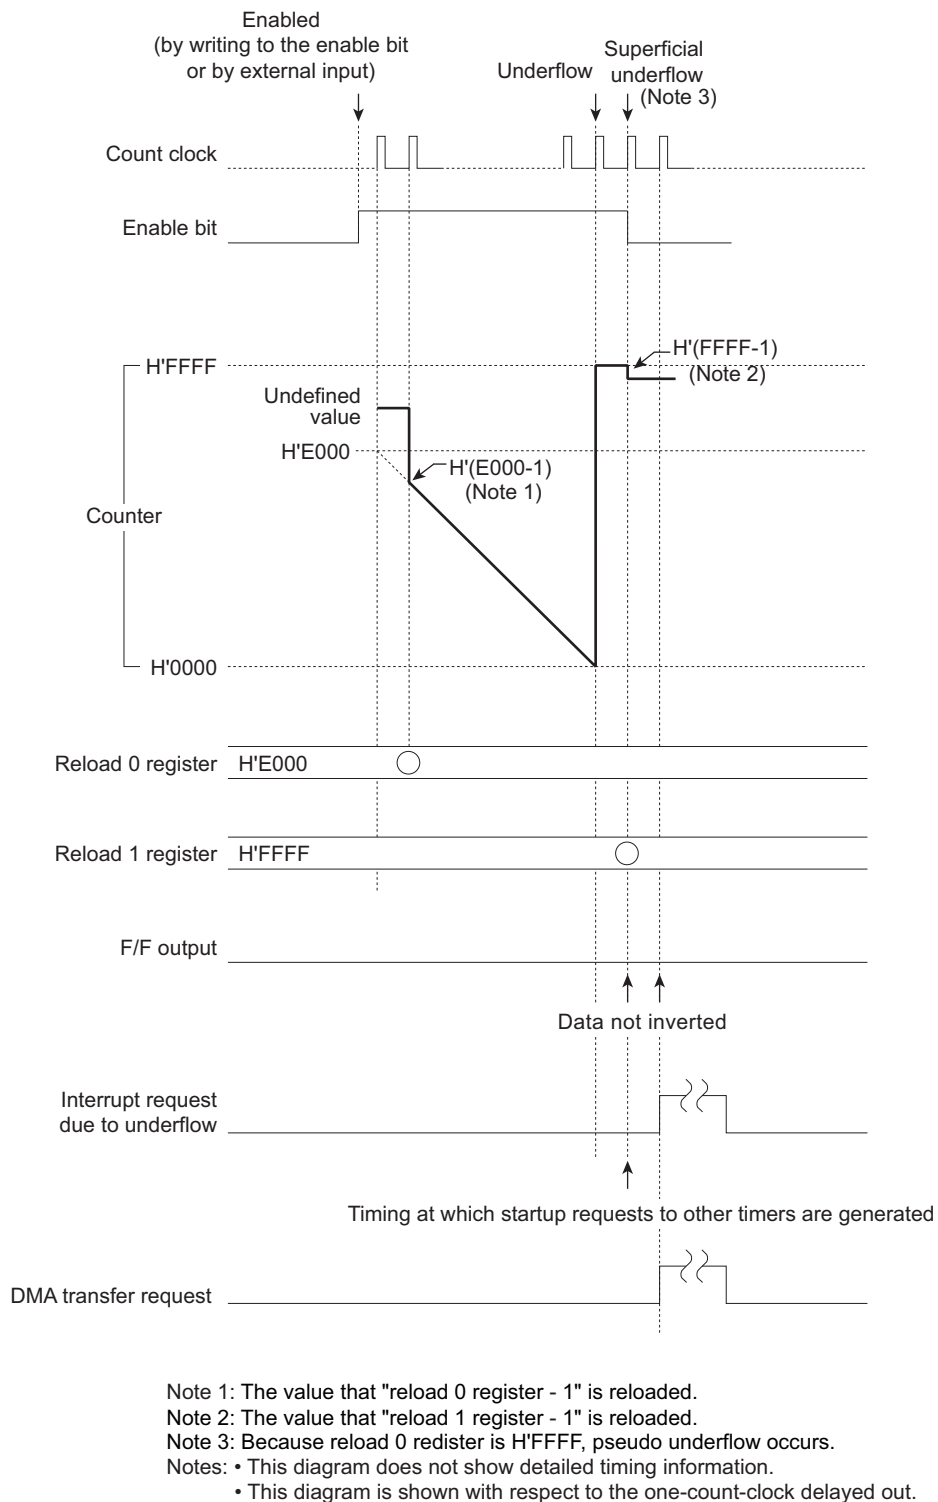 Enabled
(by writing to the enable bit
or by external input)
Underflow
Superficial
underflow
(Note 3)
Count clock
Enable bit
H'FFFF
H'(FFFF-1)
(Note 2)
Undefined
value
H'E000
H'(E000-1)
(Note 1)
Counter
H'0000
Reload 0 register
H'E000
Reload 1 register
H'FFFF
F/F output
Data not inverted
Interrupt request
due to underflow
Timing at which startup requests to other timers are generated
DMA transfer request
Note 1: The value that "reload 0 register - 1" is reloaded.
Note 2: The value that "reload 1 register - 1" is reloaded.
Note 3: Because reload 0 redister is H'FFFF, pseudo underflow occurs.
Notes: • This diagram does not show detailed timing information.
• This diagram is shown with respect to the one-count-clock delayed out.